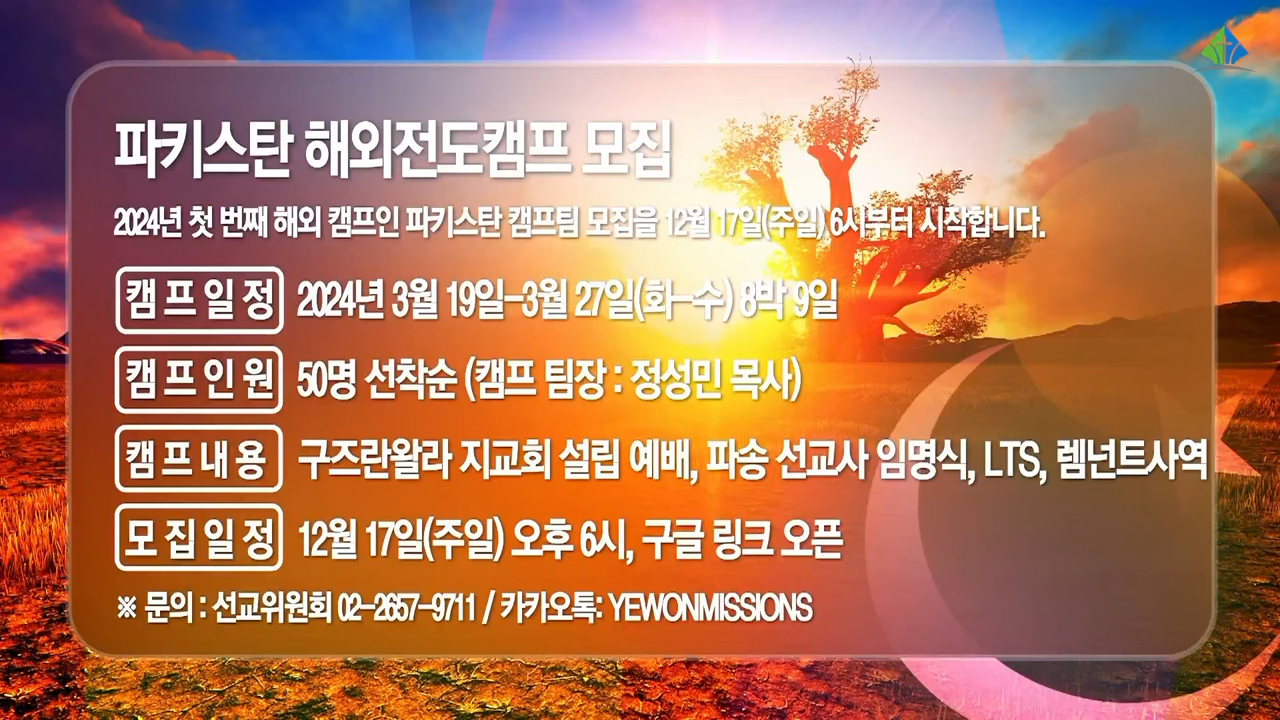 파키스탄 해외전도캠프 모집
2024년 첫 번째 해외 캠프인 파키스탄 캠프팀 모집을 12월 17일(주일) 6시부터 시작합니다.
캠프일정 2024년 3월 19일-3월 27일(화-수) 8박 9일
캠프인원 50명 선착순 (캠프 팀장 : 정성민 목사)
캠프내용 구즈란왈라 지교회 설립 예배, 파송 선교사 임명식, LTS, 렘넌트사역
모집일정 12월 17일(주일) 오후 6시, 구글 링크 오픈
※ 문의 : 선교위원회 02-2657-9711 / 카카오톡: YEWONMISSIONS